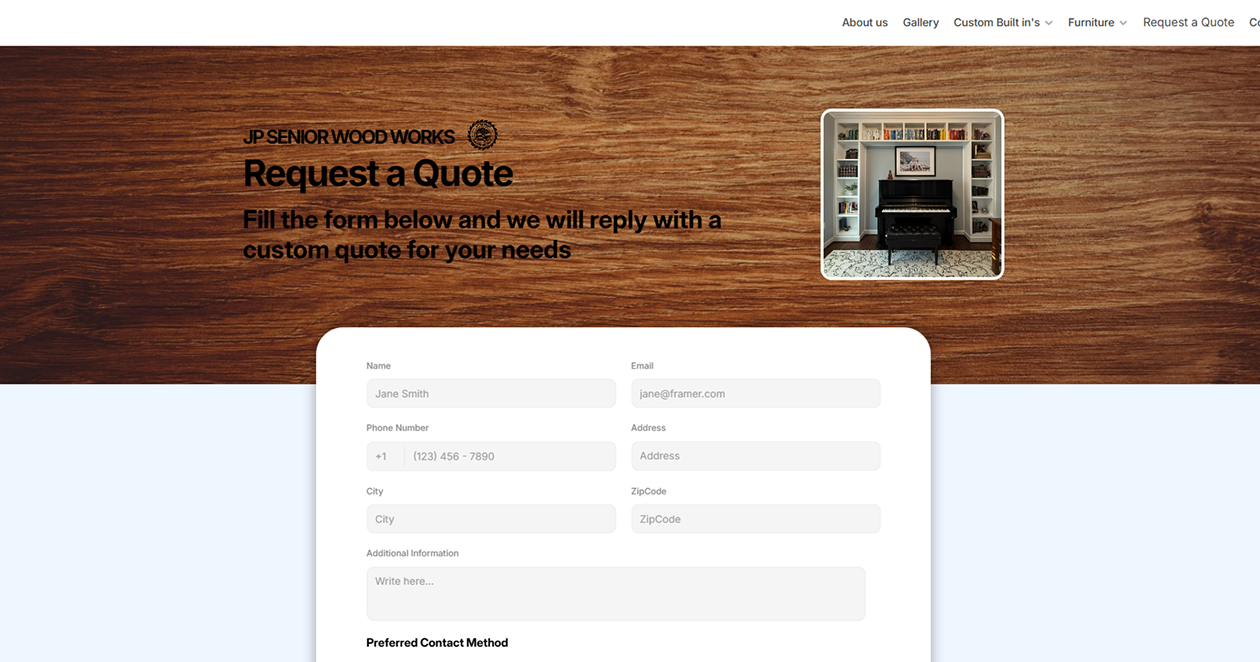 About us Gallery Custom Built in's Furniture Request a Quote
JP SENIOR WOOD WORKS
Request a Quote
Fill the form below and we will reply with a
custom quote for your needs
Name Email
Jane Smith jane@framer.com
Phone Number Address
+1 (123) 456 - 7890 Address
City ZipCode
City ZipCode
Additional Information
Write here...
Preferred Contact Method